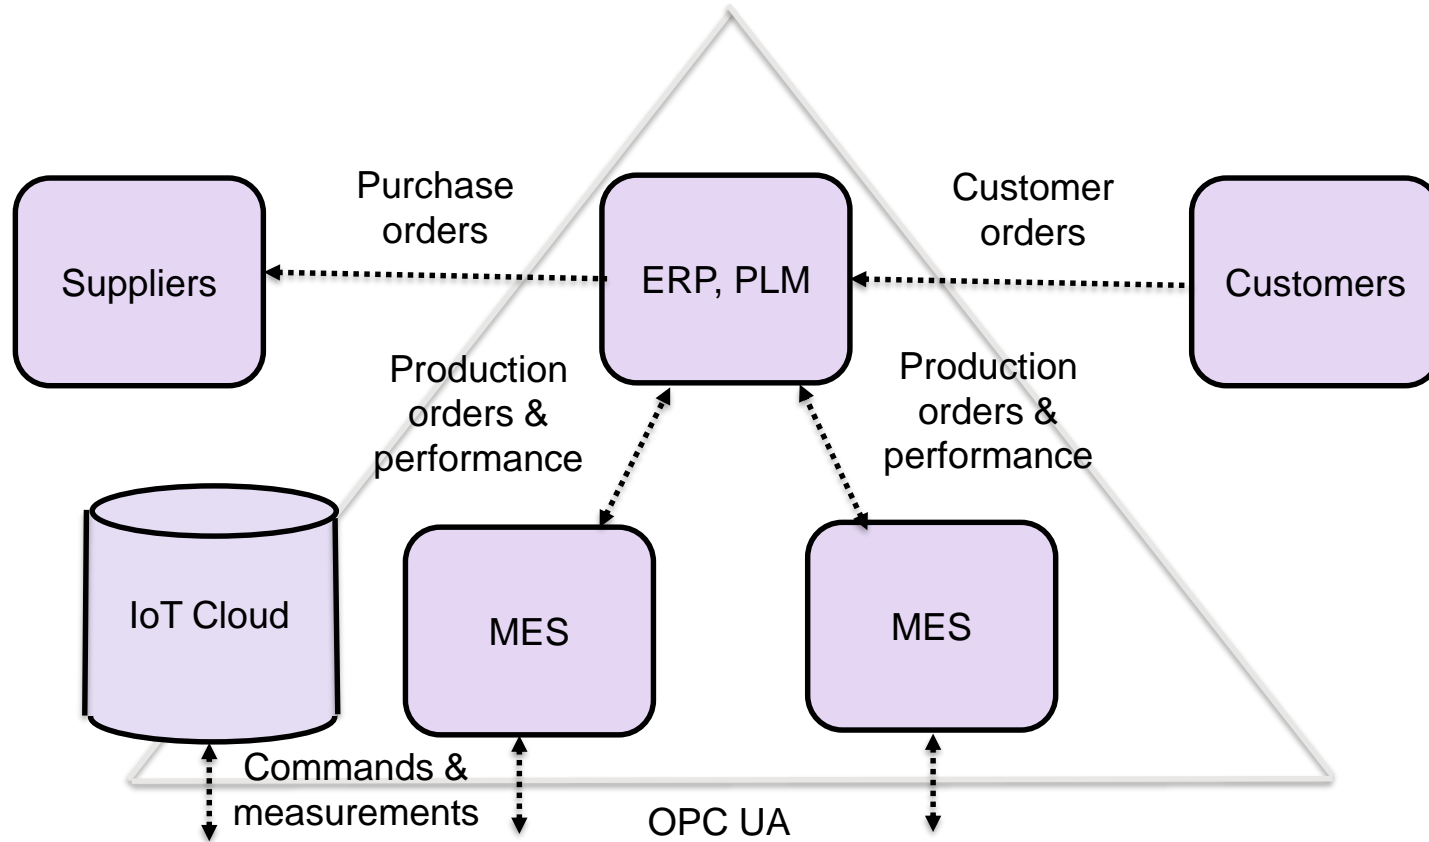 Purchase
orders
Customer
orders
Suppliers
ERP, PLM
Customers
Production
orders &
performance
Production
orders &
performance
IoT Cloud
MES
MES
Commands &
measurements
OPC UA